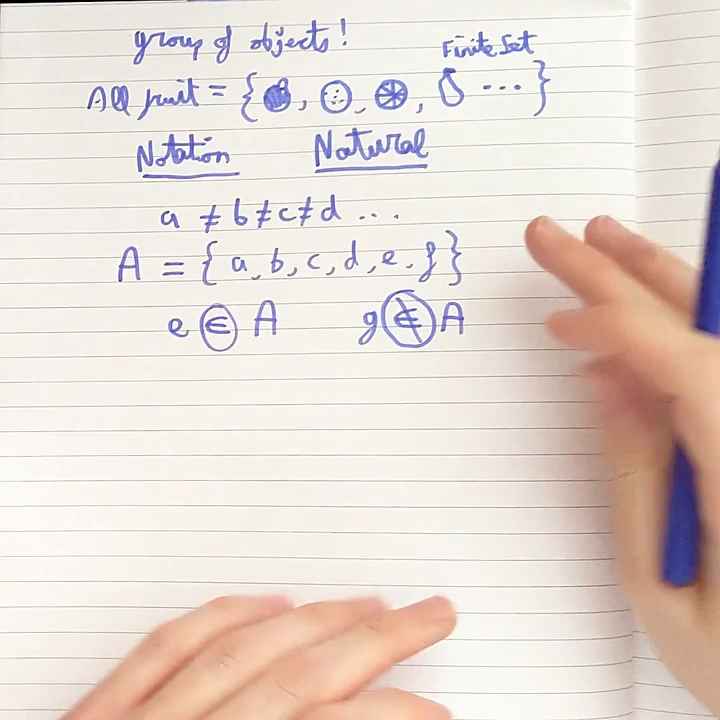 group of objects!
Finite Set
All fruit = { , , , ... }
Notation Natural
a ≠ b ≠ c ≠ d ...
A = { a, b, c, d, e, f }
e ∈ A g ∉ A